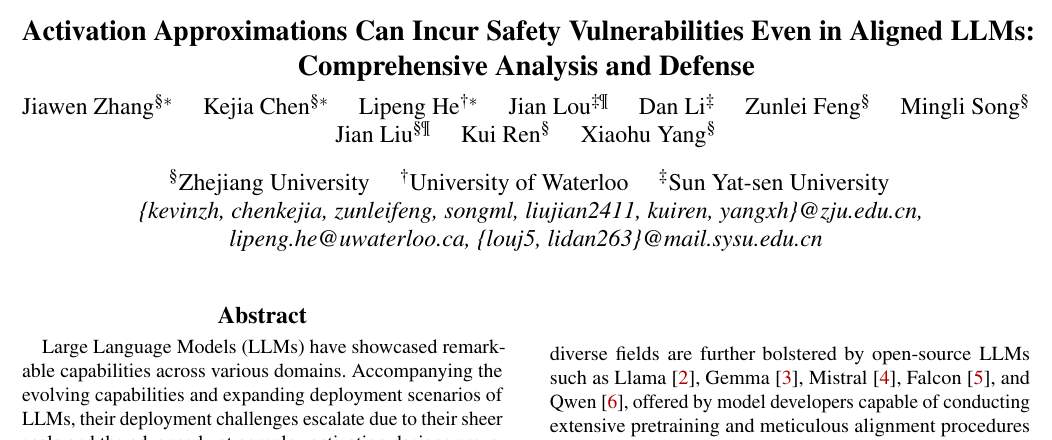 Activation Approximations Can Incur Safety Vulnerabilities Even in Aligned LLMs:
Comprehensive Analysis and Defense
Jiawen Zhang§* Kejia Chen§* Lipeng He†* Jian Lou‡¶ Dan Li‡ Zunlei Feng§ Mingli Song§
Jian Liu§¶ Kui Ren§ Xiaohu Yang§
§Zhejiang University †University of Waterloo ‡Sun Yat-sen University
{kevinzh, chenkejia, zunleifeng, songml, liujian2411, kuiren, yangxh}@zju.edu.cn,
lipeng.he@uwaterloo.ca, {louj5, lidan263}@mail.sysu.edu.cn
Abstract
Large Language Models (LLMs) have showcased remark-
able capabilities across various domains. Accompanying the
evolving capabilities and expanding deployment scenarios of
LLMs, their deployment challenges escalate due to their sheer
diverse fields are further bolstered by open-source LLMs
such as Llama [2], Gemma [3], Mistral [4], Falcon [5], and
Qwen [6], offered by model developers capable of conducting
extensive pretraining and meticulous alignment procedures